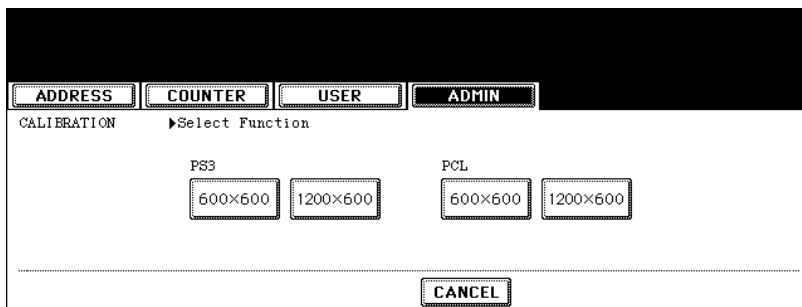 ADDRESS COUNTER USER ADMIN
CALIBRATION ▶Select Function
PS3 PCL
600×600 1200×600 600×600 1200×600
CANCEL